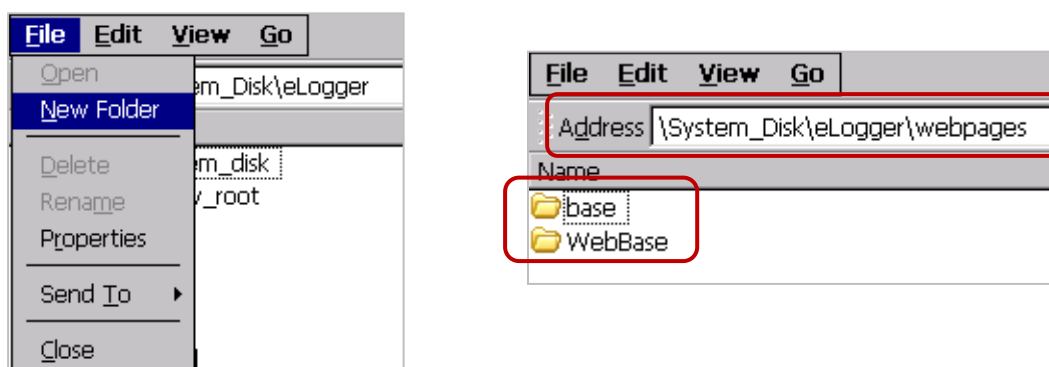 File Edit View Go
Open
em_Disk\eLogger
New Folder
Delete
em_disk
Rename
y_root
Properties
Send To
Close
File Edit View Go
Address \System_Disk\eLogger\webpages
Name
base
WebBase